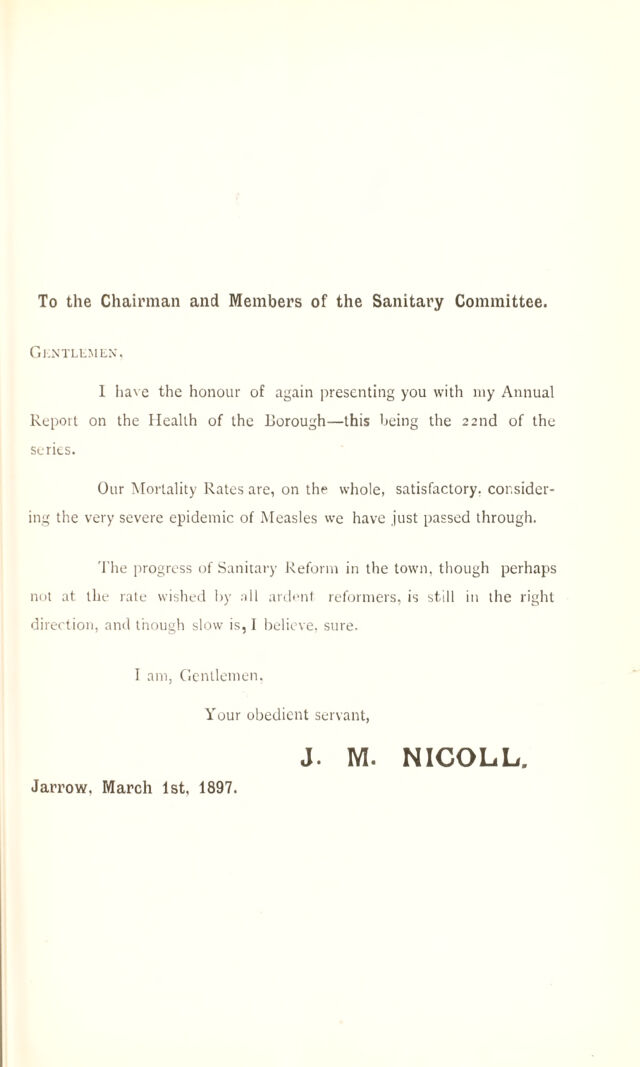 To the Chairman and Members of the Sanitary Committee.
GENTLEMEN,
I have the honour of again presenting you with my Annual
Report on the Health of the Borough—this being the 22nd of the
series.
Our Mortality Rates are, on the whole, satisfactory, consider-
ing the very severe epidemic of Measles we have just passed through.
The progress of Sanitary Reform in the town, though perhaps
not at the rate wished by all ardent reformers, is still in the right
direction, and though slow is, I believe, sure.
I am, Gentlemen,
Your obedient servant,
J. M. NICOLL.
Jarrow, March 1st, 1897.